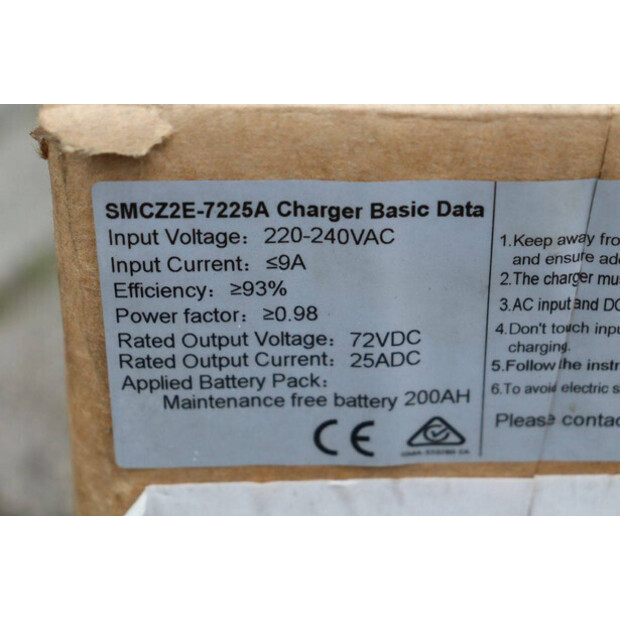 SMCZ2E-7225A Charger Basic Data
Input Voltage: 220-240VAC
Input Current: ≤9A
Efficiency: ≥93%
Power factor: ≥0.98
Rated Output Voltage: 72VDC
Rated Output Current: 25ADC
Applied Battery Pack:
Maintenance free battery 200AH
CE
1.Keep away fro
and ensure ad
2.The charger mu
3.AC input and DC
4.Don't touch inpu
charging.
5.Follow the instr
6.To avoid electric s
Please contac